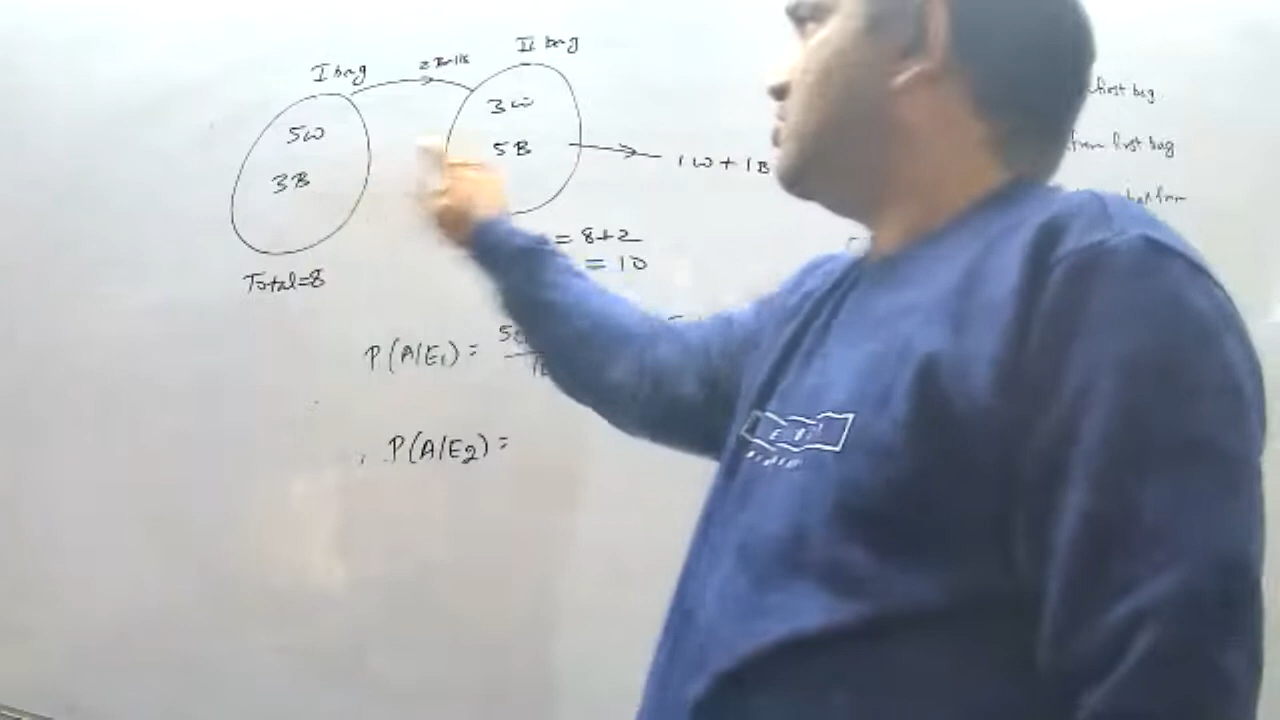 I bag
2 Balls
II bag
5W
3B
3W
5B
1W + 1B
first bag
from first bag
from
= 8+2
= 10
Total=8
P(A/E1) =
P(A/E2) =